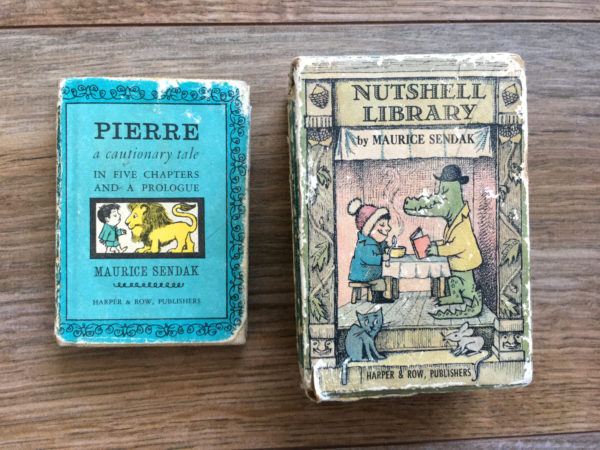 PIERRE
a cautionary tale
IN FIVE CHAPTERS
AND A PROLOGUE
MAURICE SENDAK
HARPER & ROW, PUBLISHERS
NUTSHELL
LIBRARY
by MAURICE SENDAK
HARPER & ROW, PUBLISHERS